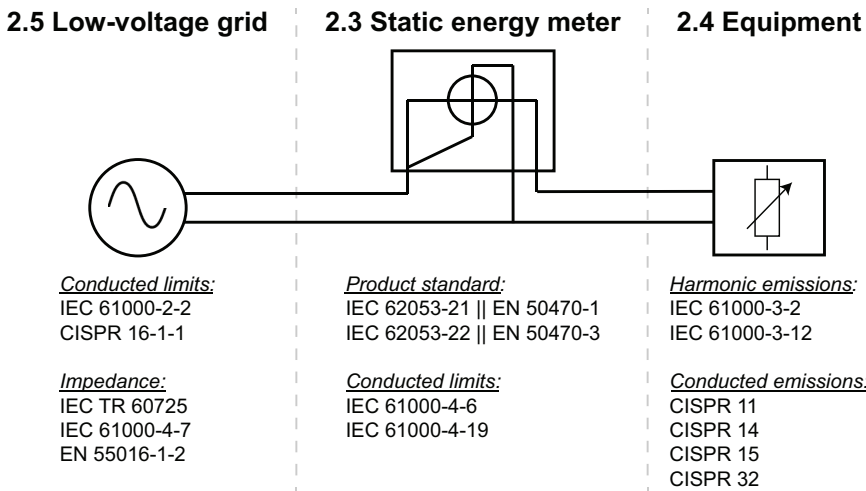 2.5 Low-voltage grid
2.3 Static energy meter
2.4 Equipment
Conducted limits:
IEC 61000-2-2
CISPR 16-1-1
Impedance:
IEC TR 60725
IEC 61000-4-7
EN 55016-1-2
Product standard:
IEC 62053-21 || EN 50470-1
IEC 62053-22 || EN 50470-3
Conducted limits:
IEC 61000-4-6
IEC 61000-4-19
Harmonic emissions:
IEC 61000-3-2
IEC 61000-3-12
Conducted emissions:
CISPR 11
CISPR 14
CISPR 15
CISPR 32